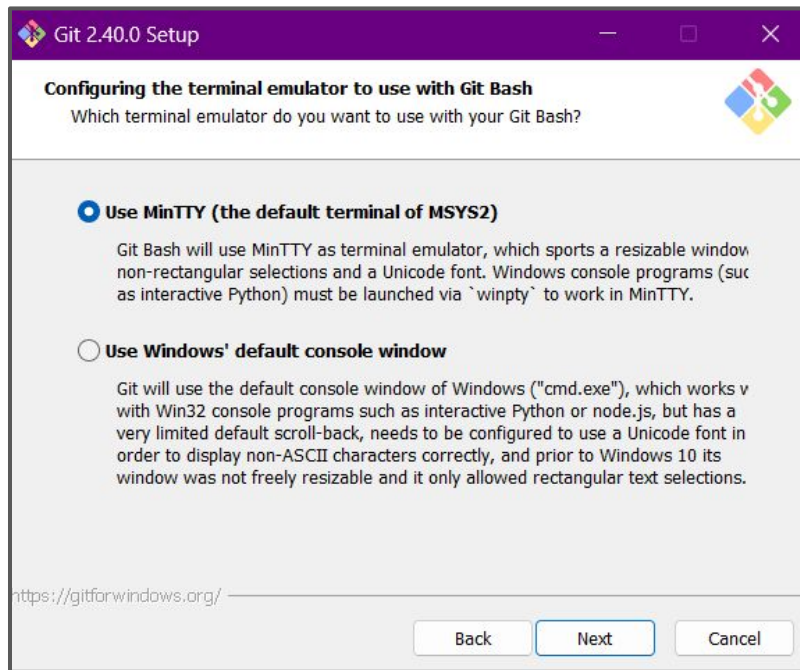 Git 2.40.0 Setup
Configuring the terminal emulator to use with Git Bash
Which terminal emulator do you want to use with your Git Bash?
Use MinTTY (the default terminal of MSYS2)
Git Bash will use MinTTY as terminal emulator, which sports a resizable window
non-rectangular selections and a Unicode font. Windows console programs (suc
as interactive Python) must be launched via `winpty` to work in MinTTY.
Use Windows' default console window
Git will use the default console window of Windows ("cmd.exe"), which works w
with Win32 console programs such as interactive Python or node.js, but has a
very limited default scroll-back, needs to be configured to use a Unicode font in
order to display non-ASCII characters correctly, and prior to Windows 10 its
window was not freely resizable and it only allowed rectangular text selections.
https://gitforwindows.org/
Back Next Cancel